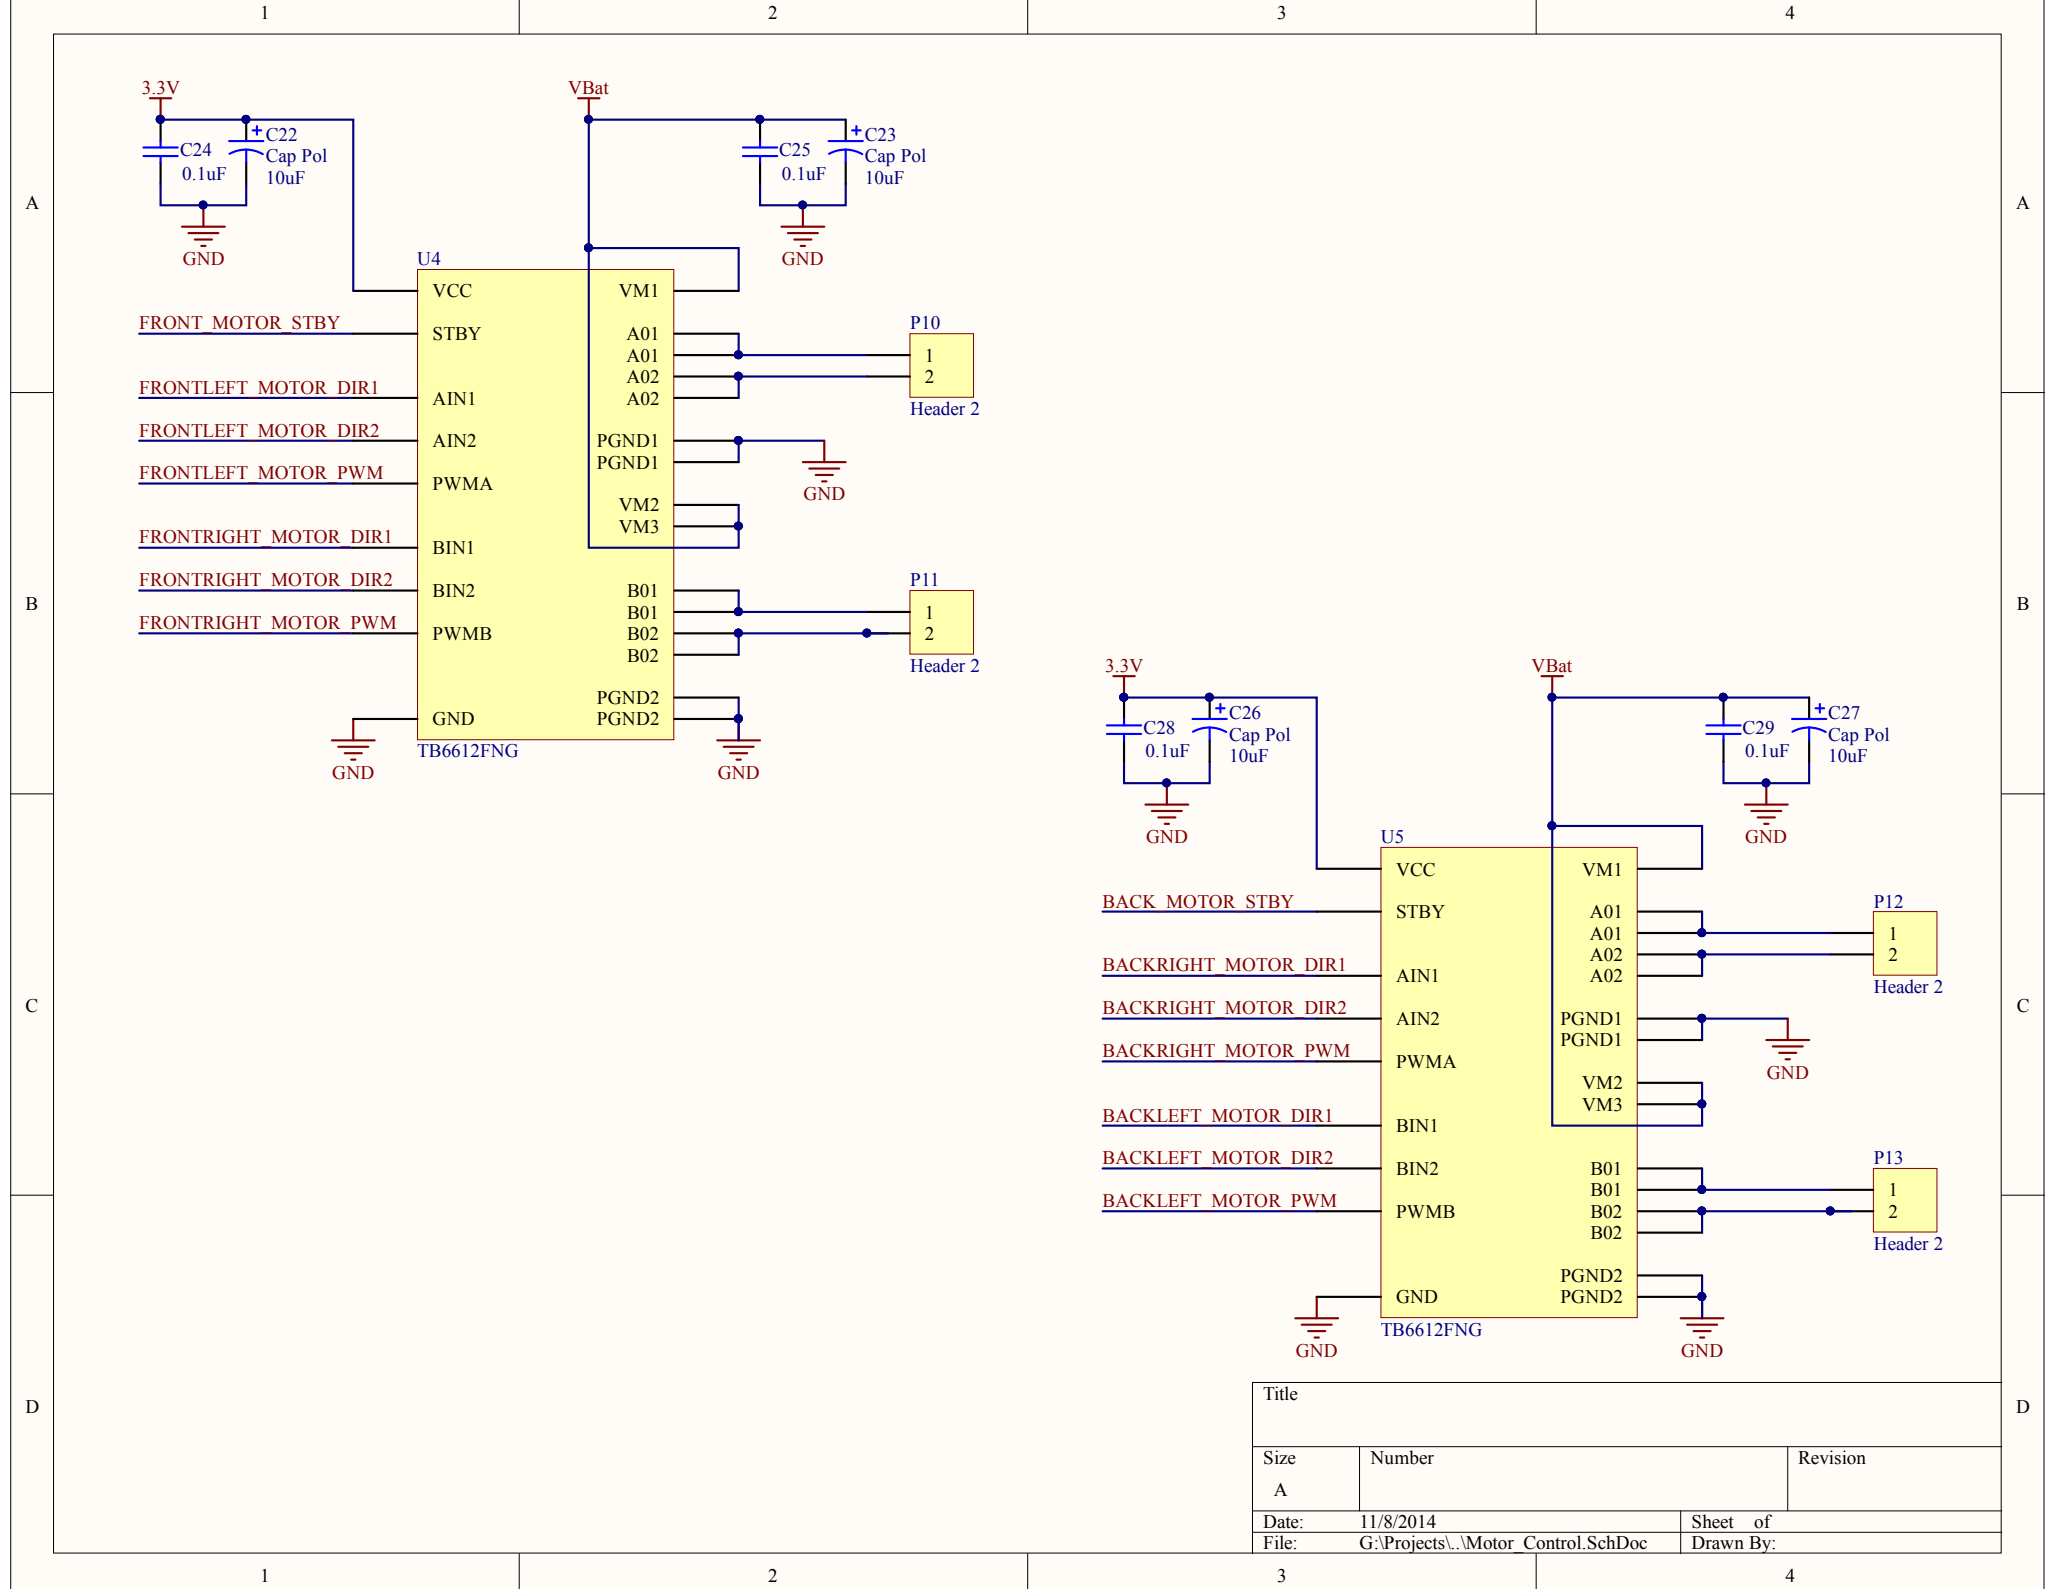 1 2 3 4
3.3V
C24
0.1uF
C22
Cap Pol
10uF
GND
VBat
C25
0.1uF
C23
Cap Pol
10uF
GND
A
A
U4
VCC
STBY
AIN1
AIN2
PWMA
BIN1
BIN2
PWMB
GND
VM1
A01
A01
A02
A02
PGND1
PGND1
VM2
VM3
B01
B01
B02
B02
PGND2
PGND2
TB6612FNG
FRONT_MOTOR_STBY
FRONTLEFT_MOTOR_DIR1
FRONTLEFT_MOTOR_DIR2
FRONTLEFT_MOTOR_PWM
FRONTRIGHT_MOTOR_DIR1
FRONTRIGHT_MOTOR_DIR2
FRONTRIGHT_MOTOR_PWM
GND
GND
GND
P10
1
2
Header 2
P11
1
2
Header 2
B
B
3.3V
C28
0.1uF
C26
Cap Pol
10uF
GND
VBat
C29
0.1uF
C27
Cap Pol
10uF
GND
U5
VCC
STBY
AIN1
AIN2
PWMA
BIN1
BIN2
PWMB
GND
VM1
A01
A01
A02
A02
PGND1
PGND1
VM2
VM3
B01
B01
B02
B02
PGND2
PGND2
TB6612FNG
BACK_MOTOR_STBY
BACKRIGHT_MOTOR_DIR1
BACKRIGHT_MOTOR_DIR2
BACKRIGHT_MOTOR_PWM
BACKLEFT_MOTOR_DIR1
BACKLEFT_MOTOR_DIR2
BACKLEFT_MOTOR_PWM
GND
GND
GND
P12
1
2
Header 2
P13
1
2
Header 2
C
C
D
D
Title
Size
A
Number
Revision
Date: 11/8/2014
Sheet of
File: G:\Projects\..\Motor_Control.SchDoc
Drawn By:
1 2 3 4